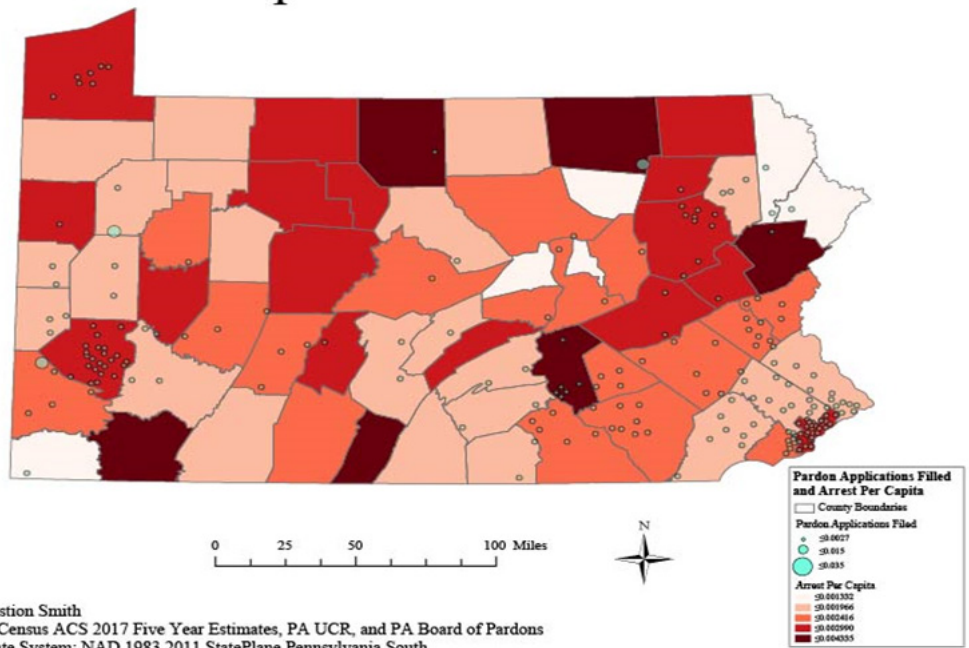 0 25 50 100 Miles
N
Pardon Applications Filled
and Arrest Per Capita
County Boundaries
Pardon Applications Filed
≤0.0027
≤0.015
≤0.035
Arrest Per Capita
≤0.001332
≤0.001966
≤0.002416
≤0.002990
≤0.004335
stion Smith
Census ACS 2017 Five Year Estimates, PA UCR, and PA Board of Pardons
te System: NAD 1983 2011 StatePlane Pennsylvania South